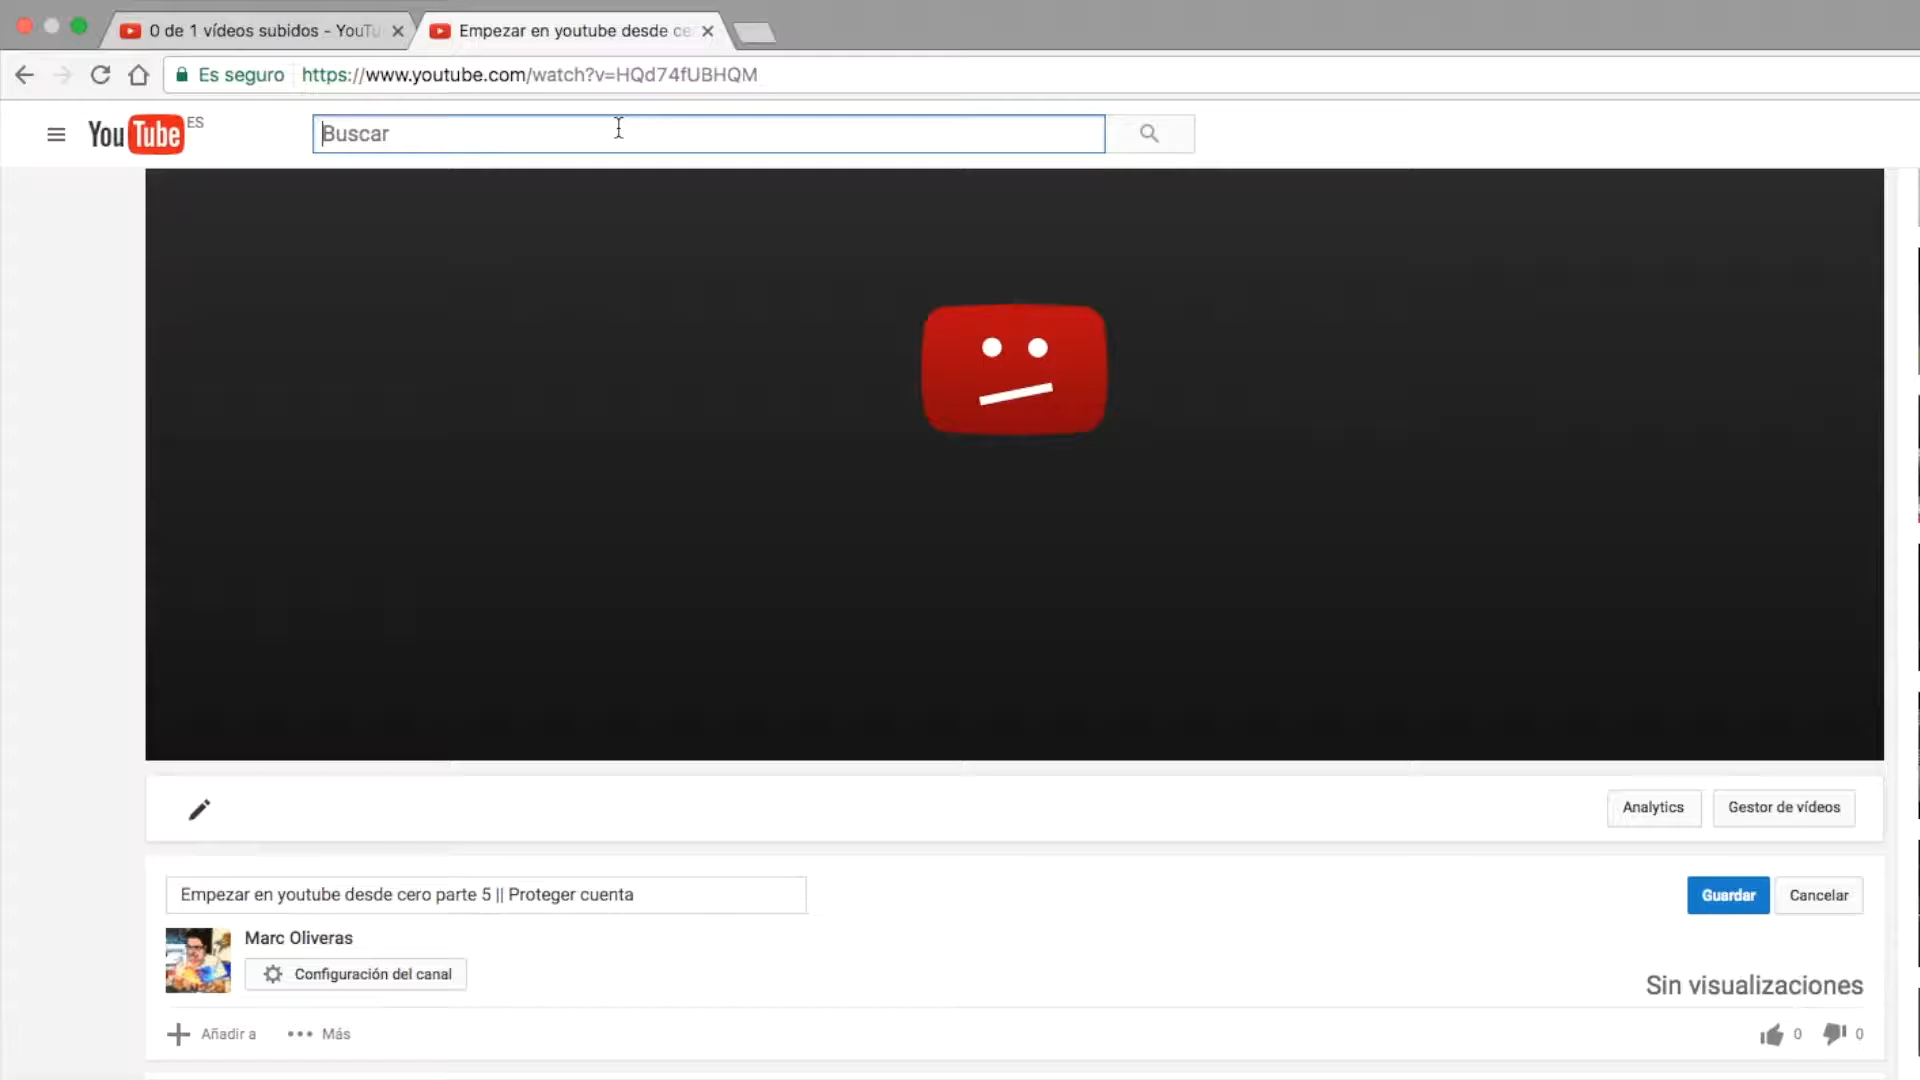 0 de 1 vídeos subidos - YouTu
Empezar en youtube desde ce
Es seguro https://www.youtube.com/watch?v=HQd74fUBHQM
YouTube ES
Buscar
Analytics
Gestor de vídeos
Empezar en youtube desde cero parte 5 || Proteger cuenta
Guardar
Cancelar
Marc Oliveras
Configuración del canal
Sin visualizaciones
Añadir a
Más
0
0